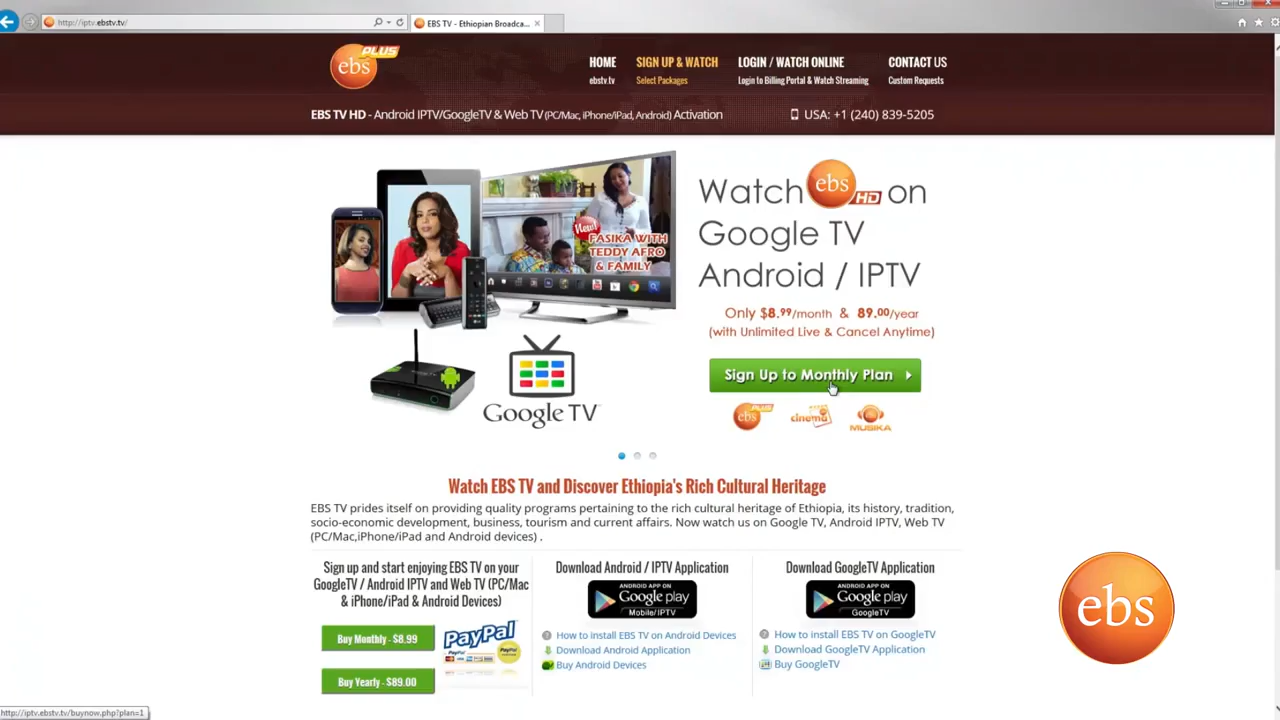 http://iptv.ebstv.tv/
EBS TV - Ethiopian Broadca...
ebs PLUS
HOME
ebstv.tv
SIGN UP & WATCH
Select Packages
LOGIN / WATCH ONLINE
Login to Billing Portal & Watch Streaming
CONTACT US
Custom Requests
EBS TV HD - Android IPTV/GoogleTV & Web TV (PC/Mac, iPhone/iPad, Android) Activation
USA: +1 (240) 839-5205
New!
FASIKA WITH
TEDDY AFRO
& FAMILY
Google TV
Watch ebs HD on
Google TV
Android / IPTV
Only $8.99/month & 89.00/year
(with Unlimited Live & Cancel Anytime)
Sign Up to Monthly Plan
ebs PLUS
cinema
MUSIKA
Watch EBS TV and Discover Ethiopia's Rich Cultural Heritage
EBS TV prides itself on providing quality programs pertaining to the rich cultural heritage of Ethiopia, its history, tradition,
socio-economic development, business, tourism and current affairs. Now watch us on Google TV, Android IPTV, Web TV
(PC/Mac,iPhone/iPad and Android devices) .
Sign up and start enjoying EBS TV on your
GoogleTV / Android IPTV and Web TV (PC/Mac
& iPhone/iPad & Android Devices)
Buy Monthly - $8.99
PayPal
Buy Yearly - $89.00
Download Android / IPTV Application
ANDROID APP ON
Google play
Mobile/IPTV
How to install EBS TV on Android Devices
Download Android Application
Buy Android Devices
Download GoogleTV Application
ANDROID APP ON
Google play
GoogleTV
How to install EBS TV on GoogleTV
Download GoogleTV Application
Buy GoogleTV
ebs
http://iptv.ebstv.tv/buynow.php?plan=1